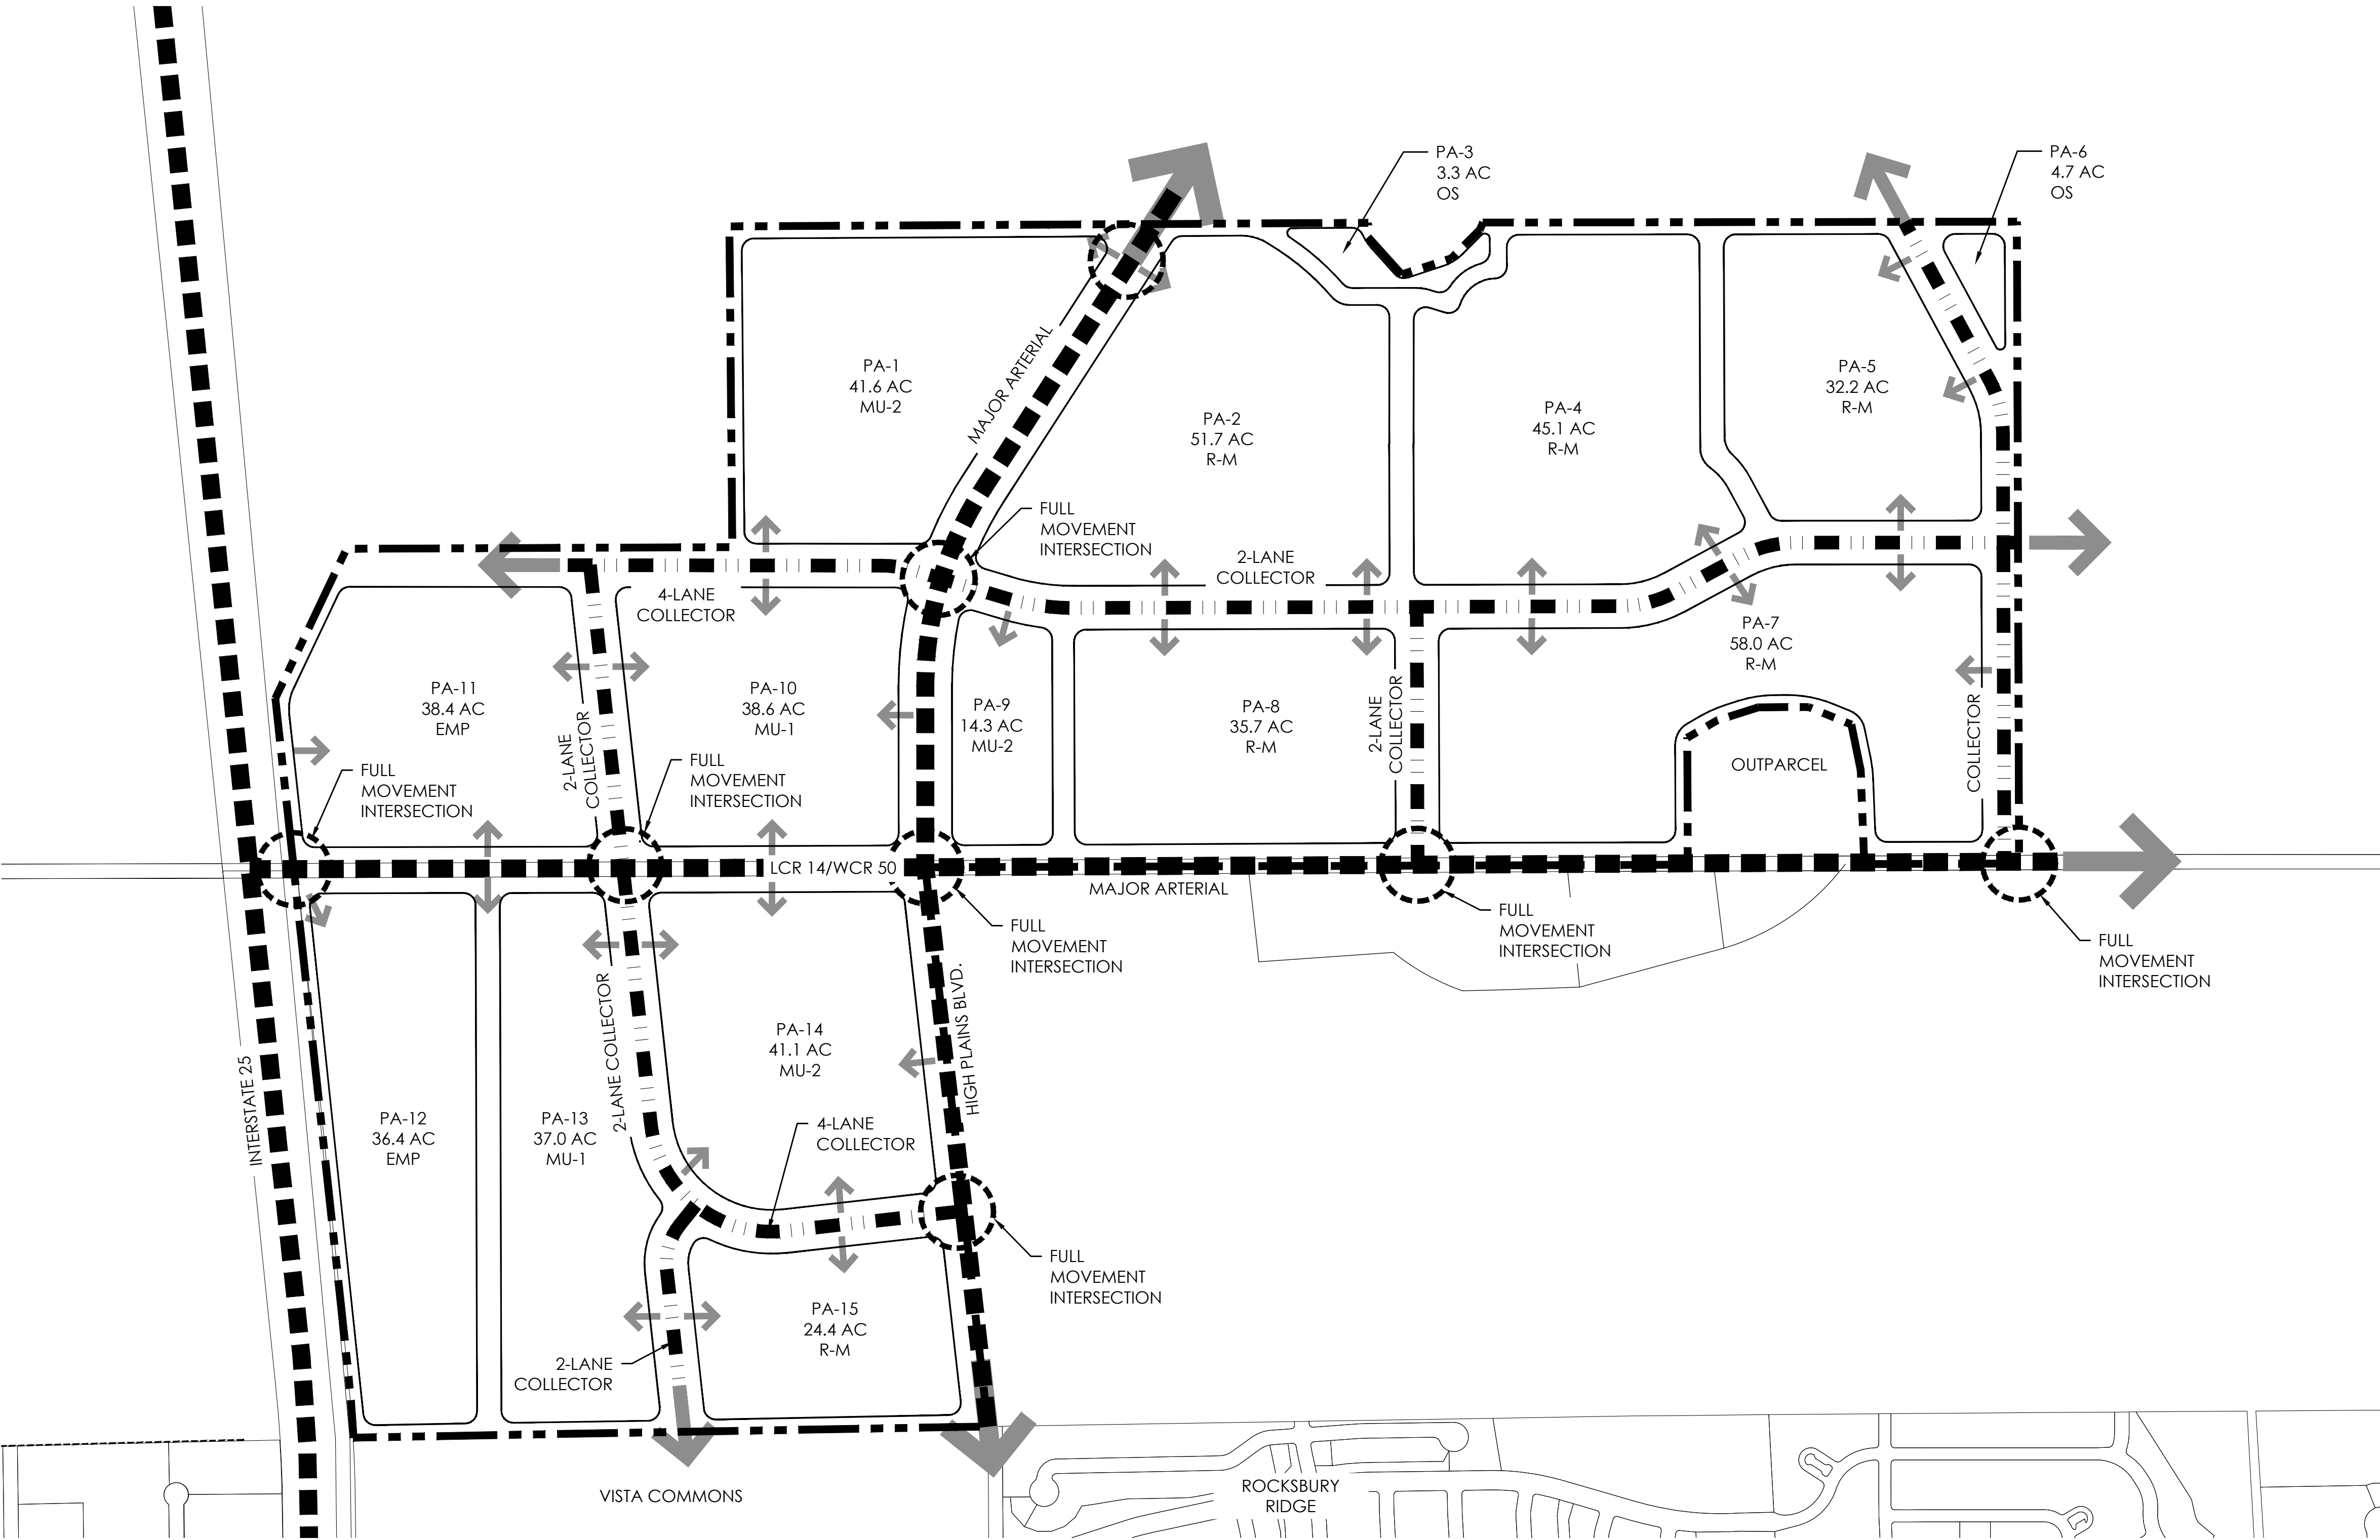 PA-3
3.3 AC
OS
PA-6
4.7 AC
OS
PA-1
41.6 AC
MU-2
MAJOR ARTERIAL
PA-2
51.7 AC
R-M
PA-4
45.1 AC
R-M
PA-5
32.2 AC
R-M
FULL
MOVEMENT
INTERSECTION
4-LANE
COLLECTOR
2-LANE
COLLECTOR
PA-11
38.4 AC
EMP
2-LANE
COLLECTOR
PA-10
38.6 AC
MU-1
PA-9
14.3 AC
MU-2
PA-8
35.7 AC
R-M
2-LANE
COLLECTOR
PA-7
58.0 AC
R-M
OUTPARCEL
COLLECTOR
FULL
MOVEMENT
INTERSECTION
FULL
MOVEMENT
INTERSECTION
LCR 14/WCR 50
MAJOR ARTERIAL
FULL
MOVEMENT
INTERSECTION
FULL
MOVEMENT
INTERSECTION
FULL
MOVEMENT
INTERSECTION
INTERSTATE 25
PA-12
36.4 AC
EMP
PA-13
37.0 AC
MU-1
2-LANE COLLECTOR
PA-14
41.1 AC
MU-2
HIGH PLAINS BLVD.
4-LANE
COLLECTOR
FULL
MOVEMENT
INTERSECTION
PA-15
24.4 AC
R-M
2-LANE
COLLECTOR
VISTA COMMONS
ROCKSBURY
RIDGE